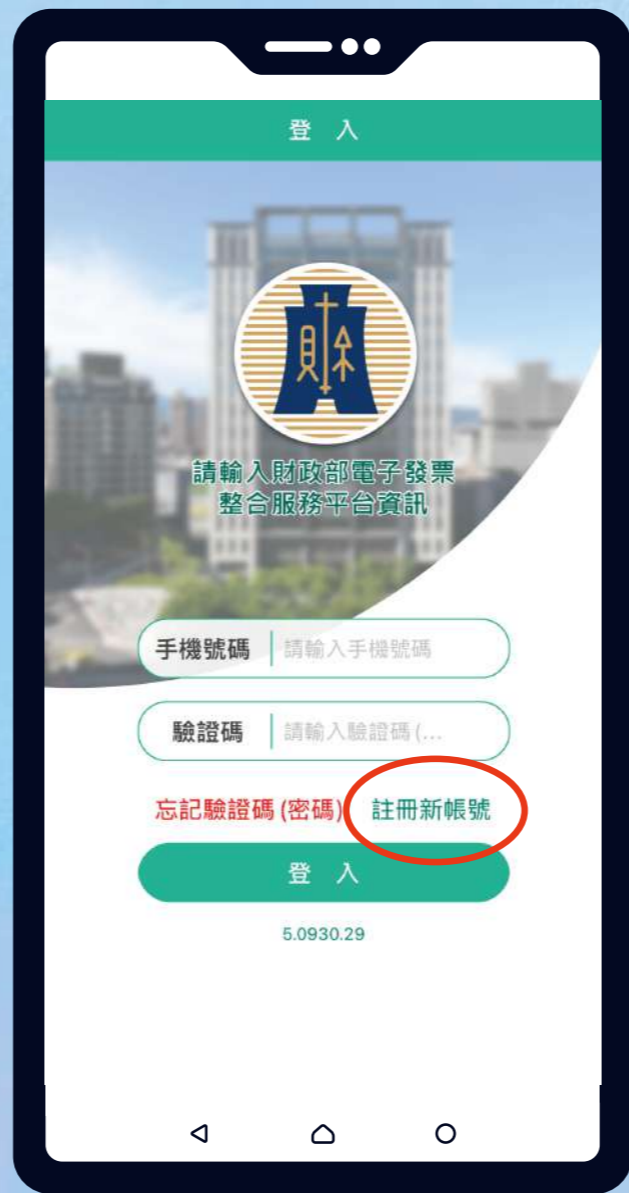 登 入
財
請輸入財政部電子發票
整合服務平台資訊
手機號碼 請輸入手機號碼
驗證碼 請輸入驗證碼(...
忘記驗證碼(密碼) 註冊新帳號
登 入
5.0930.29